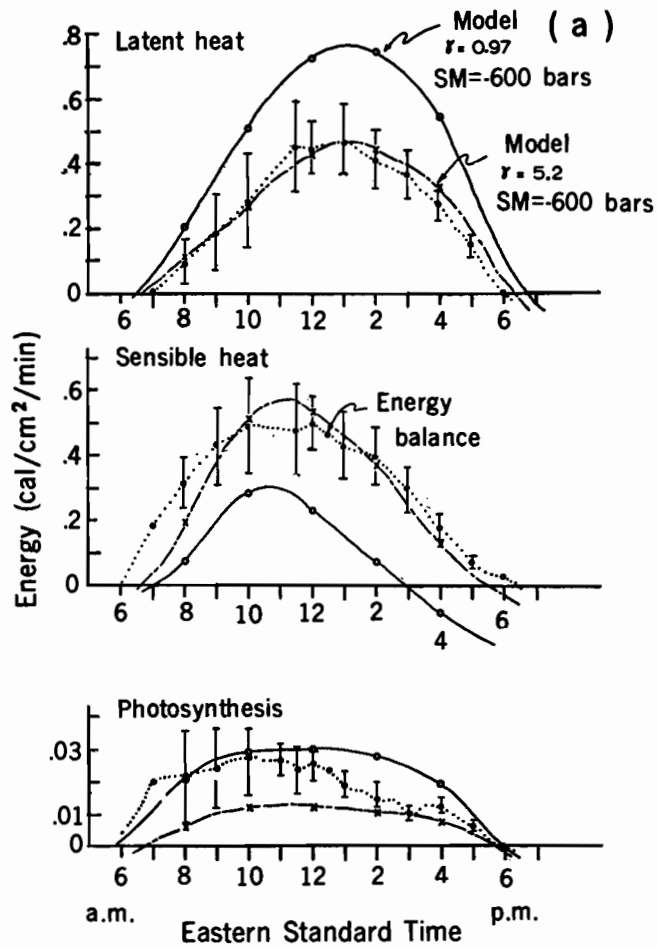 (a)
Latent heat
Model
γ = 0.97
SM=-600 bars
Model
γ = 5.2
SM=-600 bars
.8
.6
.4
.2
0
6 8 10 12 2 4 6
Sensible heat
Energy
balance
.6
.4
.2
0
6 8 10 12 2 4 6
Energy (cal/cm²/min)
Photosynthesis
.03
.01
0
6 8 10 12 2 4 6
a.m. p.m.
Eastern Standard Time